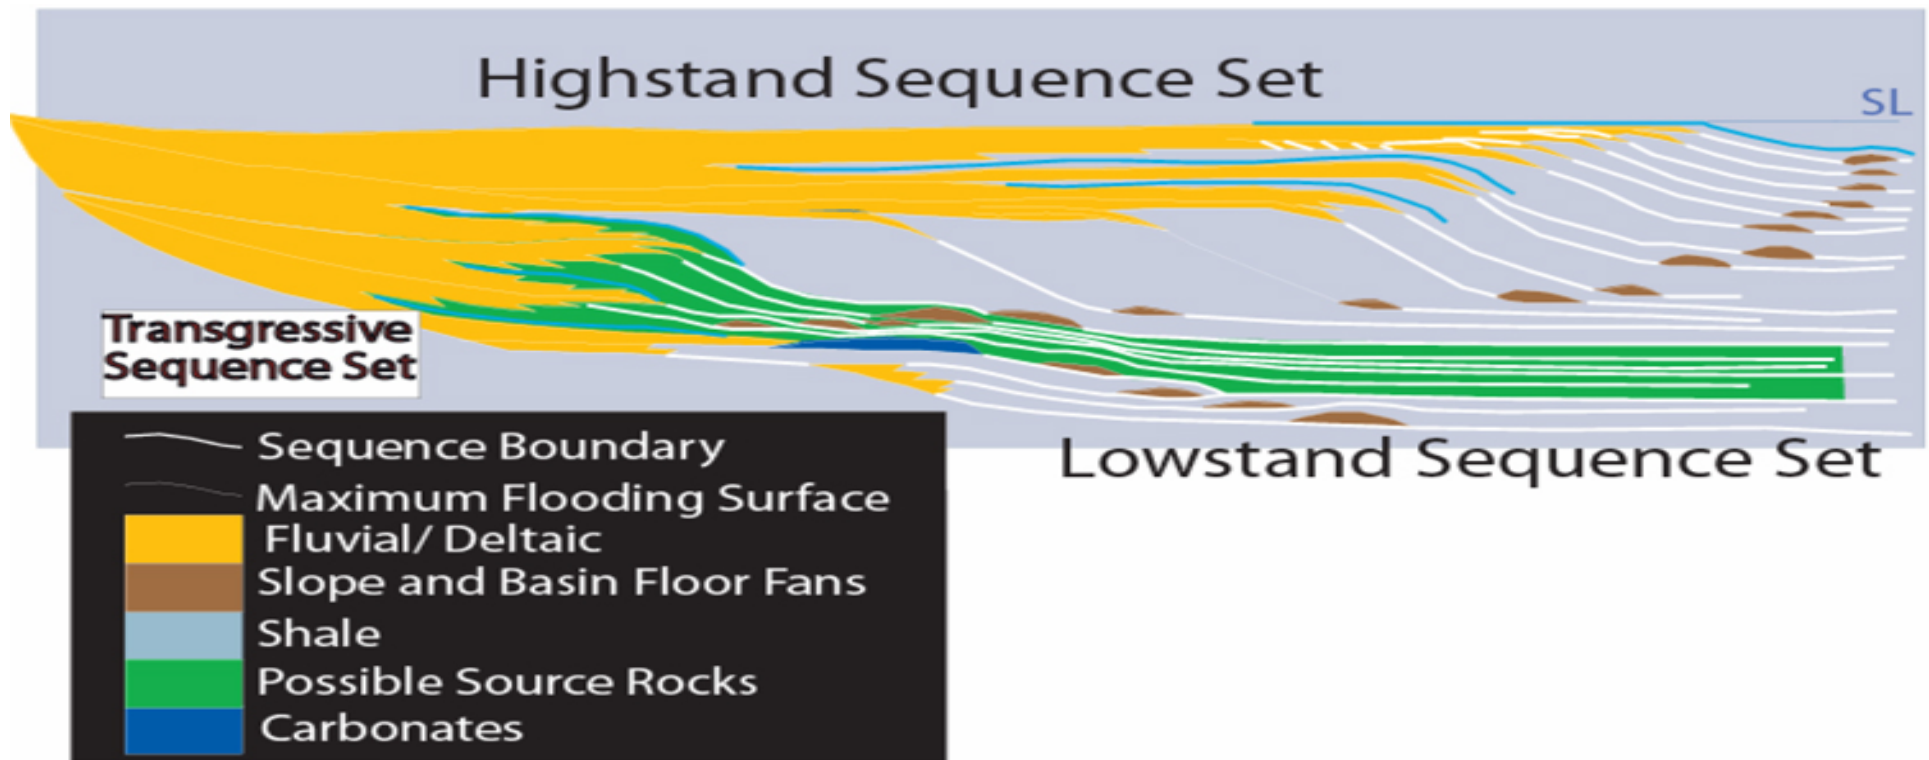 Highstand Sequence Set
SL
Transgressive
Sequence Set
Lowstand Sequence Set
Sequence Boundary
Maximum Flooding Surface
Fluvial/ Deltaic
Slope and Basin Floor Fans
Shale
Possible Source Rocks
Carbonates